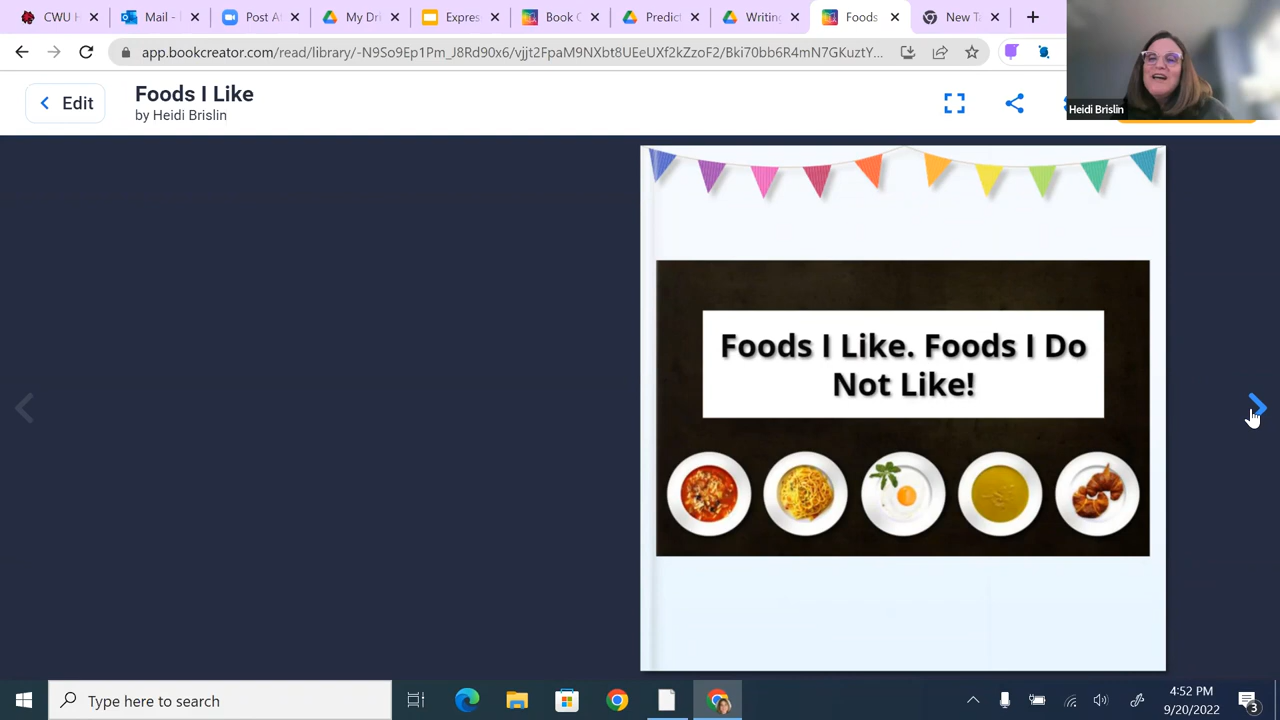 CWU H
Mail -
Post A
My Dri
Expres
Book C
Predict
Writing
Foods
New T
app.bookcreator.com/read/library/-N9So9Ep1Pm_J8Rd90x6/vjjt2FpaM9NXbt8UEeUXf2kZzoF2/Bki70bb6R4mN7GKuztY...
Edit
Foods I Like
by Heidi Brislin
Heidi Brislin
Foods I Like. Foods I Do
Not Like!
Type here to search
4:52 PM
9/20/2022
3